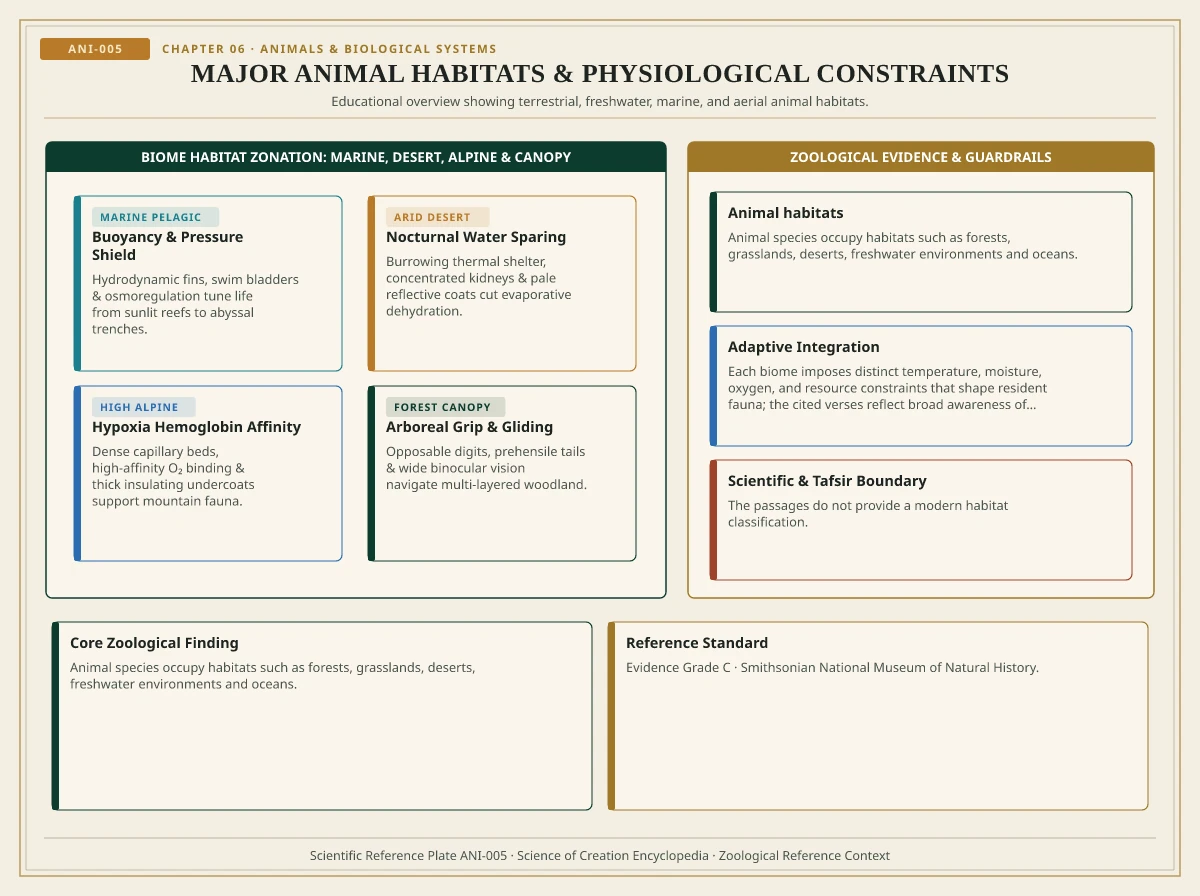 ANI-005
CHAPTER 06 · ANIMALS & BIOLOGICAL SYSTEMS
MAJOR ANIMAL HABITATS & PHYSIOLOGICAL CONSTRAINTS
Educational overview showing terrestrial, freshwater, marine, and aerial animal habitats.
BIOME HABITAT ZONATION: MARINE, DESERT, ALPINE & CANOPY
MARINE PELAGIC
Buoyancy & Pressure
Shield
Hydrodynamic fins, swim bladders
& osmoregulation tune life
from sunlit reefs to abyssal
trenches.
ARID DESERT
Nocturnal Water Sparing
Burrowing thermal shelter,
concentrated kidneys & pale
reflective coats cut evaporative
dehydration.
HIGH ALPINE
Hypoxia Hemoglobin Affinity
Dense capillary beds,
high-affinity O₂ binding &
thick insulating undercoats
support mountain fauna.
FOREST CANOPY
Arboreal Grip & Gliding
Opposable digits, prehensile tails
& wide binocular vision
navigate multi-layered woodland.
ZOOLOGICAL EVIDENCE & GUARDRAILS
Animal habitats
Animal species occupy habitats such as forests,
grasslands, deserts, freshwater environments and oceans.
Adaptive Integration
Each biome imposes distinct temperature, moisture,
oxygen, and resource constraints that shape resident
fauna; the cited verses reflect broad awareness of…
Scientific & Tafsir Boundary
The passages do not provide a modern habitat
classification.
Core Zoological Finding
Animal species occupy habitats such as forests, grasslands, deserts,
freshwater environments and oceans.
Reference Standard
Evidence Grade C · Smithsonian National Museum of Natural History.
Scientific Reference Plate ANI-005 · Science of Creation Encyclopedia · Zoological Reference Context